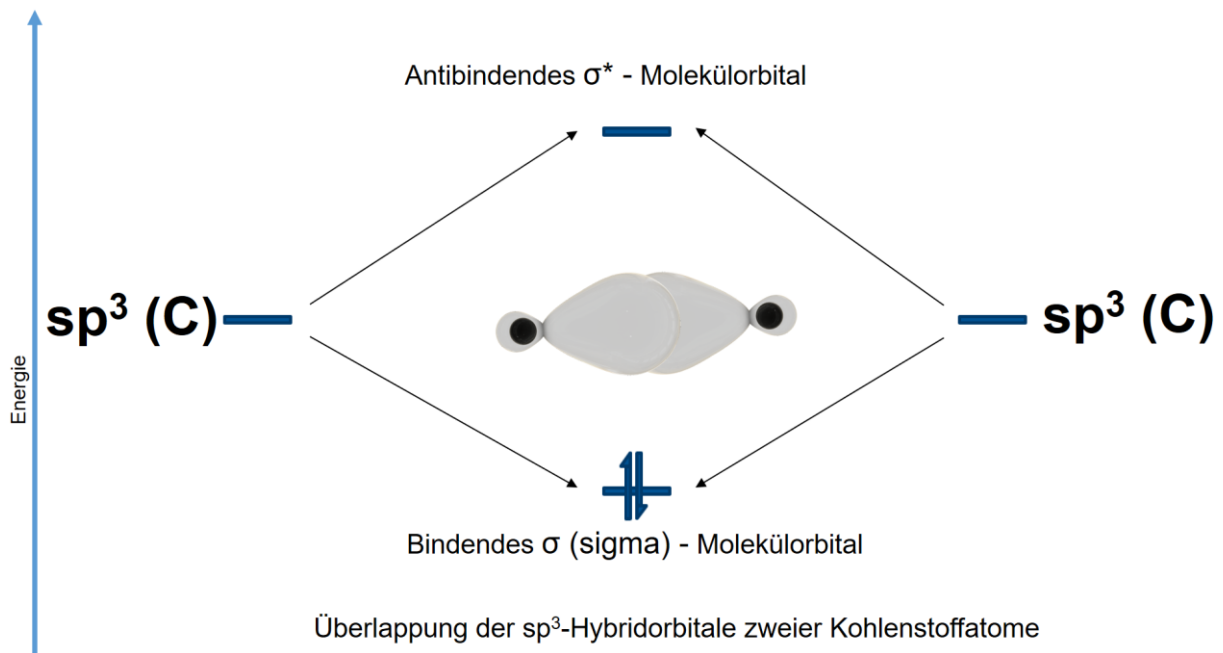 Antibindendes σ* - Molekülorbital
sp³ (C)
sp³ (C)
Energie
Bindendes σ (sigma) - Molekülorbital
Überlappung der sp³-Hybridorbitale zweier Kohlenstoffatome